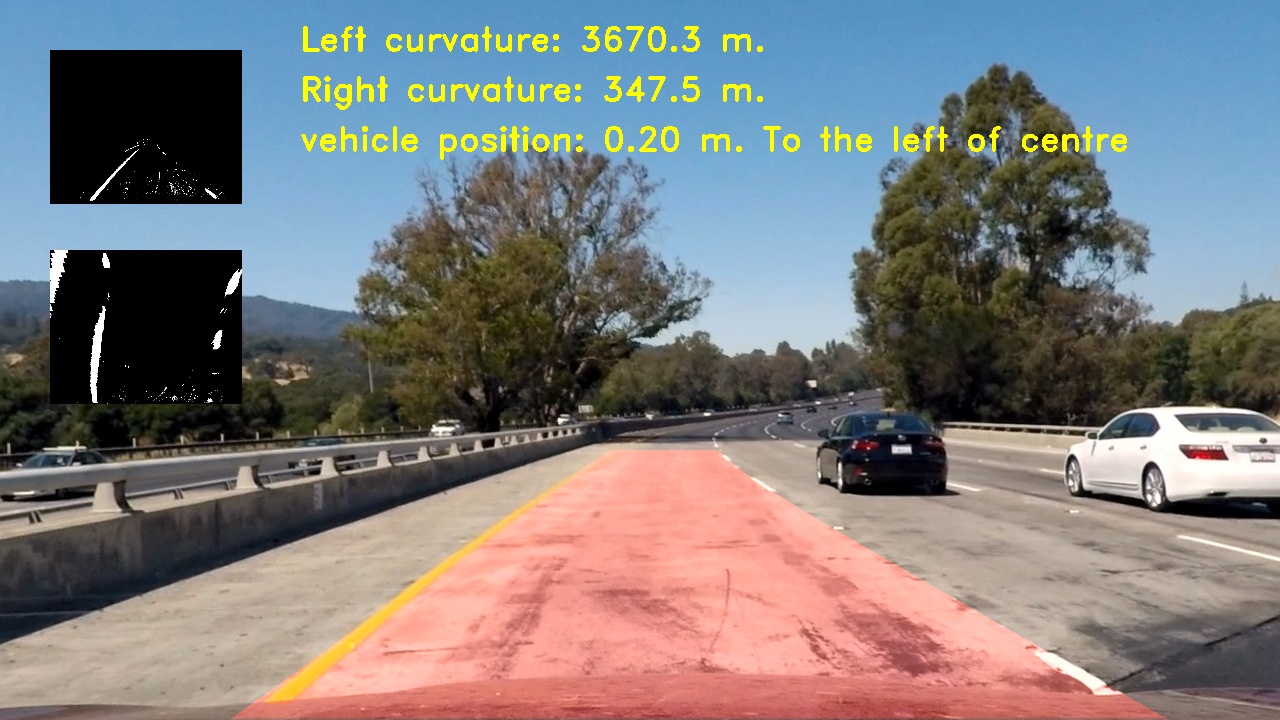 Left curvature: 3670.3 m.
Right curvature: 347.5 m.
vehicle position: 0.20 m. To the left of centre